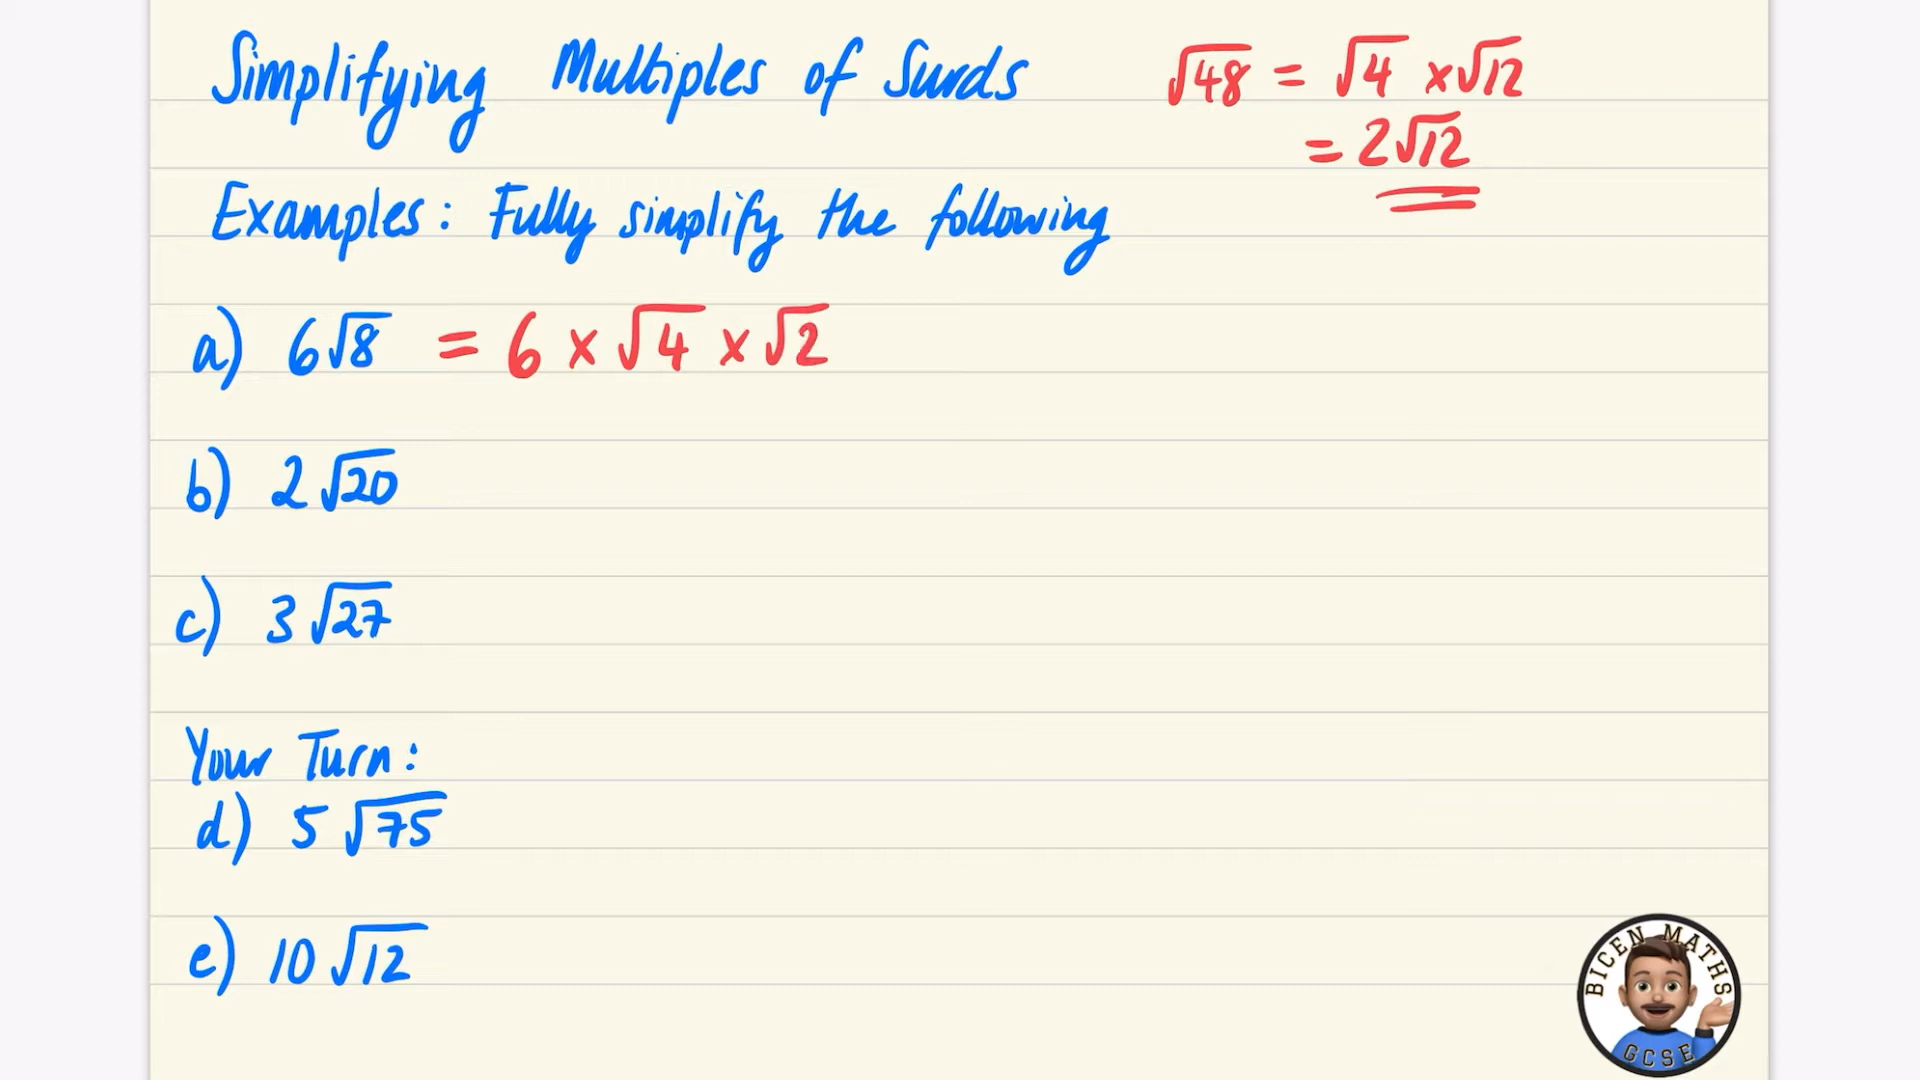 Simplifying Multiples of Surds
√48 = √4 ×√12
= 2√12
Examples: Fully simplify the following
a) 6√8 = 6 × √4 × √2
b) 2√20
c) 3√27
Your Turn:
d) 5√75
e) 10√12
BICEN MATHS
GCSE